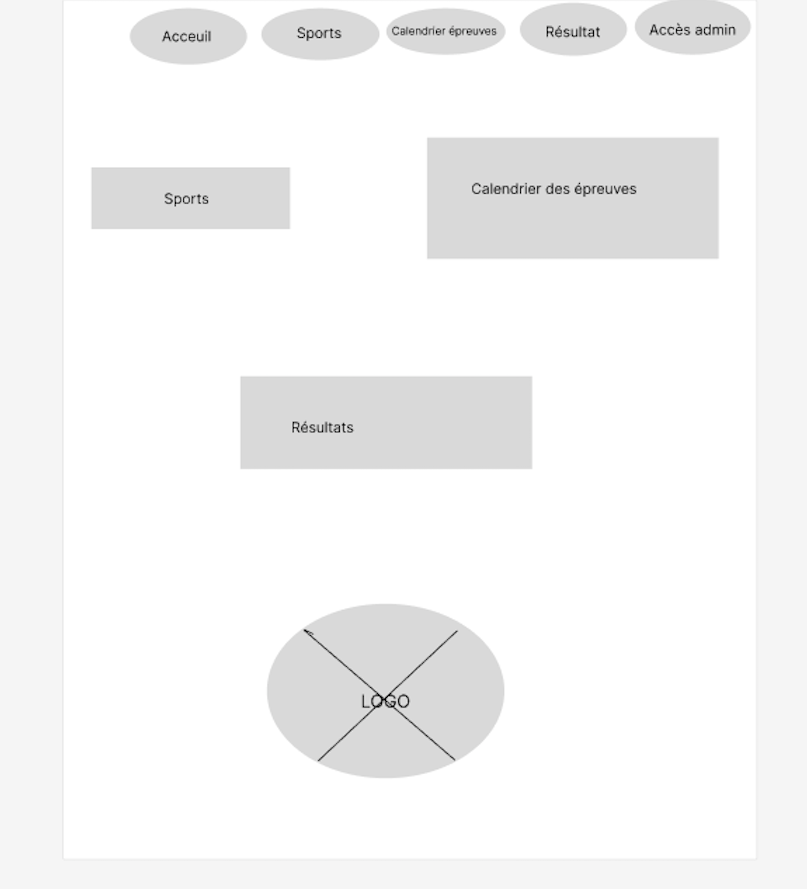 Acceuil
Sports
Calendrier épreuves
Résultat
Accès admin
Sports
Calendrier des épreuves
Résultats
LOGO